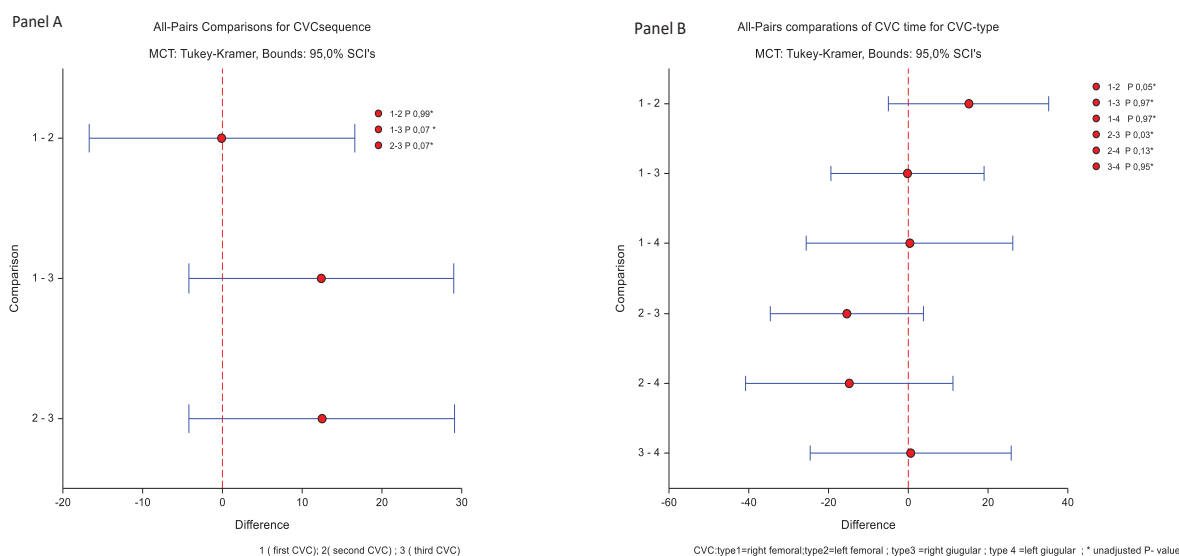 Panel A
All-Pairs Comparisons for CVCsequence
MCT: Tukey-Kramer, Bounds: 95,0% SCI's
1-2 P 0,99*
1-3 P 0,07 *
2-3 P 0,07*
1 - 2
1 - 3
2 - 3
Comparison
-20
-10
0
10
20
30
Difference
1 ( first CVC); 2( second CVC) ; 3 ( third CVC)
Panel B
All-Pairs comparations of CVC time for CVC-type
MCT: Tukey-Kramer, Bounds: 95,0% SCI's
1-2 P 0,05*
1-3 P 0,97*
1-4 P 0,97*
2-3 P 0,03*
2-4 P 0,13*
3-4 P 0,95*
1 - 2
1 - 3
1 - 4
2 - 3
2 - 4
3 - 4
Comparison
-60
-40
-20
0
20
40
Difference
CVC:type1=right femoral;type2=left femoral ; type3 =right giugular ; type 4 =left giugular ; * unadjusted P- value